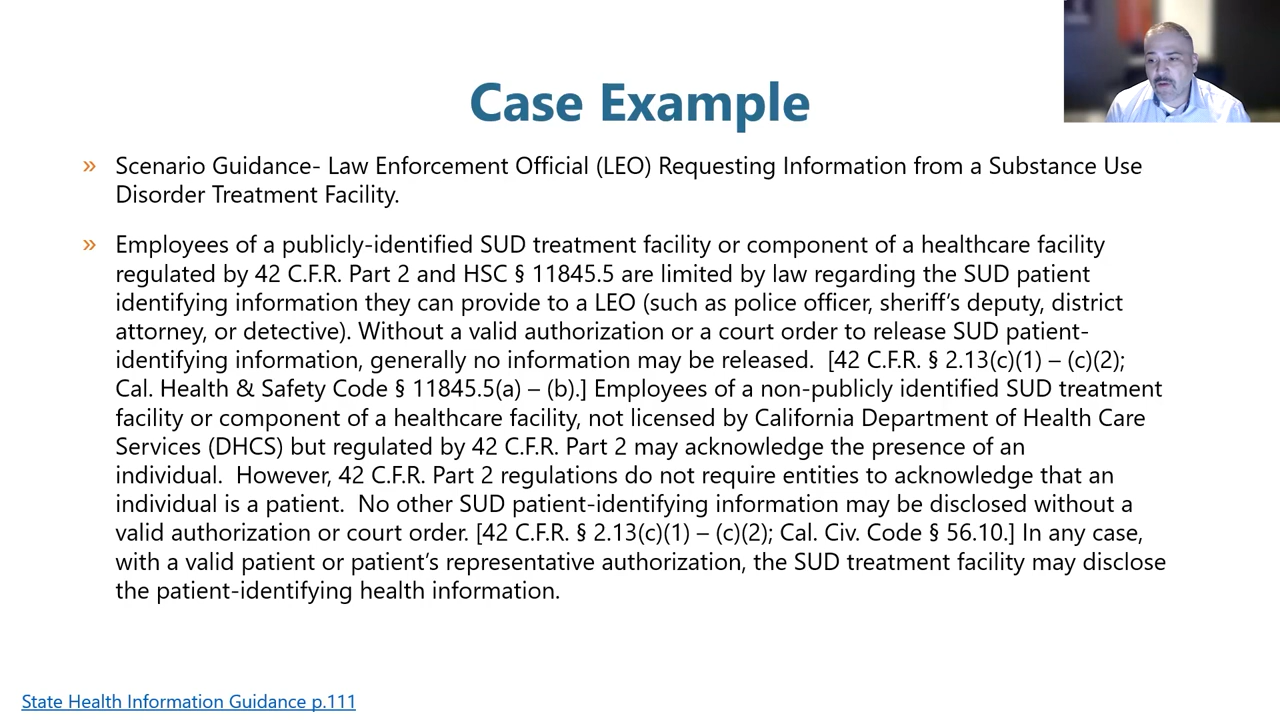 Case Example
» Scenario Guidance- Law Enforcement Official (LEO) Requesting Information from a Substance Use
Disorder Treatment Facility.
» Employees of a publicly-identified SUD treatment facility or component of a healthcare facility
regulated by 42 C.F.R. Part 2 and HSC § 11845.5 are limited by law regarding the SUD patient
identifying information they can provide to a LEO (such as police officer, sheriff’s deputy, district
attorney, or detective). Without a valid authorization or a court order to release SUD patient-
identifying information, generally no information may be released.  [42 C.F.R. § 2.13(c)(1) – (c)(2);
Cal. Health & Safety Code § 11845.5(a) – (b).] Employees of a non-publicly identified SUD treatment
facility or component of a healthcare facility, not licensed by California Department of Health Care
Services (DHCS) but regulated by 42 C.F.R. Part 2 may acknowledge the presence of an
individual.  However, 42 C.F.R. Part 2 regulations do not require entities to acknowledge that an
individual is a patient.  No other SUD patient-identifying information may be disclosed without a
valid authorization or court order. [42 C.F.R. § 2.13(c)(1) – (c)(2); Cal. Civ. Code § 56.10.] In any case,
with a valid patient or patient’s representative authorization, the SUD treatment facility may disclose
the patient-identifying health information.
State Health Information Guidance p.111